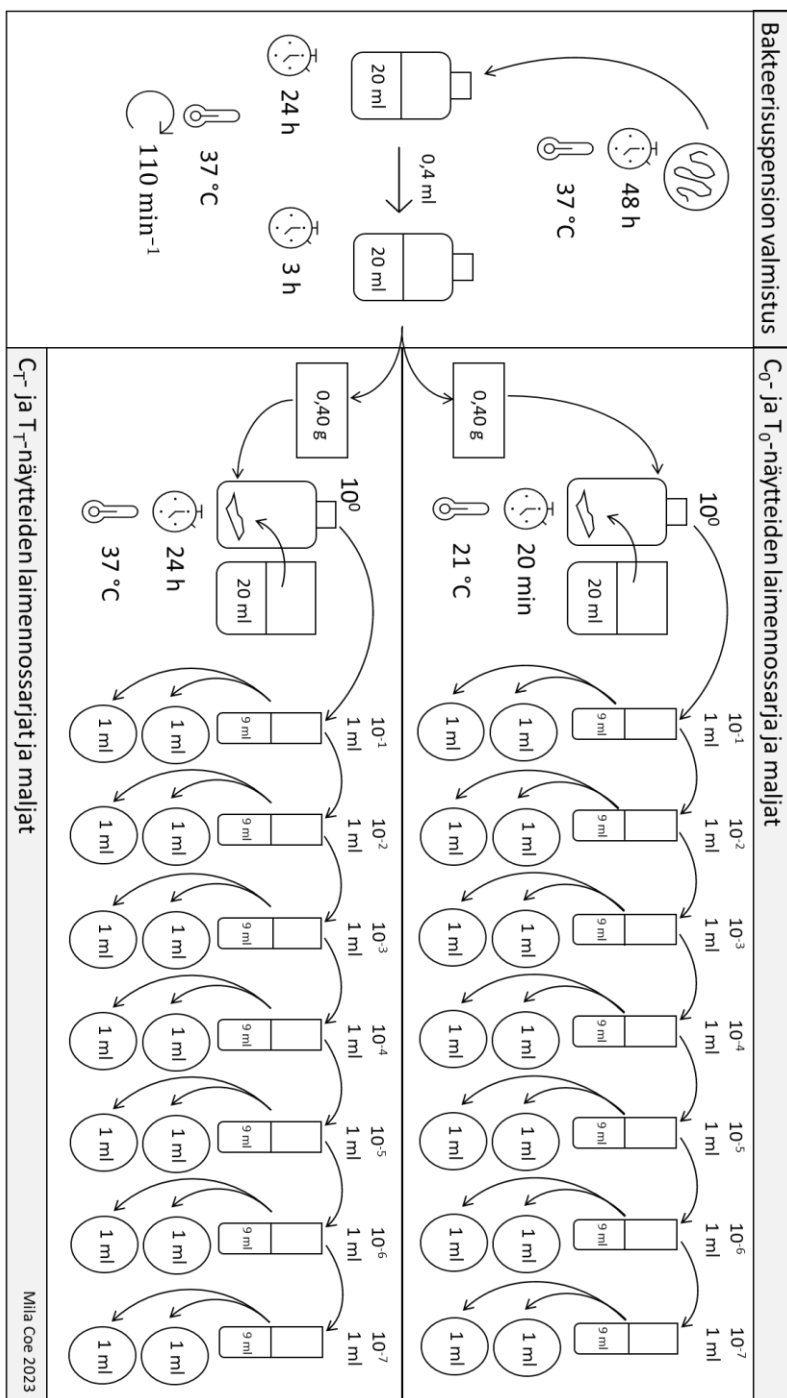 Bakteerisuspension valmistus
48 h
37 °C
20 ml
0,4 ml
20 ml
24 h
3 h
37 °C
110 min⁻¹
C₀- ja T₀-näytteiden laimennossarja ja maljat
0,40 g
10⁰
20 ml
20 min
21 °C
10⁻¹ 10⁻² 10⁻³ 10⁻⁴ 10⁻⁵ 10⁻⁶ 10⁻⁷
1 ml 1 ml 1 ml 1 ml 1 ml 1 ml 1 ml
9 ml 9 ml 9 ml 9 ml 9 ml 9 ml 9 ml
1 ml 1 ml 1 ml 1 ml 1 ml 1 ml 1 ml
1 ml 1 ml 1 ml 1 ml 1 ml 1 ml 1 ml
0,40 g
10⁰
20 ml
24 h
37 °C
10⁻¹ 10⁻² 10⁻³ 10⁻⁴ 10⁻⁵ 10⁻⁶ 10⁻⁷
1 ml 1 ml 1 ml 1 ml 1 ml 1 ml 1 ml
9 ml 9 ml 9 ml 9 ml 9 ml 9 ml 9 ml
1 ml 1 ml 1 ml 1 ml 1 ml 1 ml 1 ml
1 ml 1 ml 1 ml 1 ml 1 ml 1 ml 1 ml
C_T- ja T_T-näytteiden laimennossarjat ja maljat
Mila Coe 2023